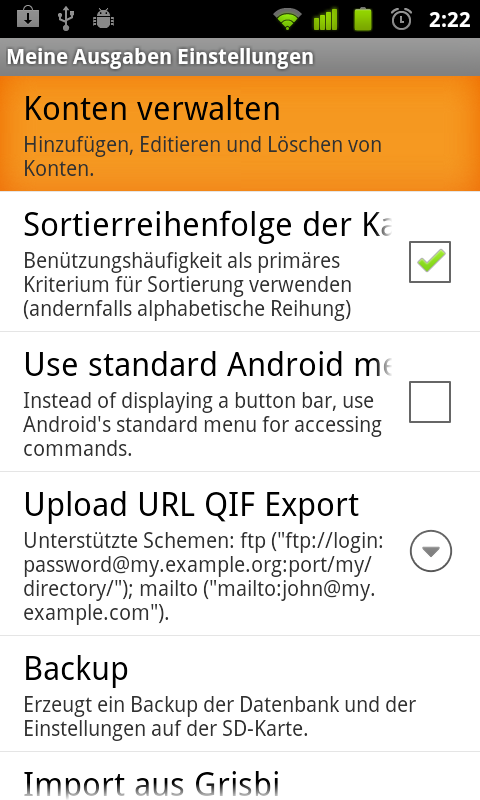 2:22
Meine Ausgaben Einstellungen
Konten verwalten
Hinzufügen, Editieren und Löschen von
Konten.
Sortierreihenfolge der Ka
Benützungshäufigkeit als primäres
Kriterium für Sortierung verwenden
(andernfalls alphabetische Reihung)
Use standard Android me
Instead of displaying a button bar, use
Android's standard menu for accessing
commands.
Upload URL QIF Export
Unterstützte Schemen: ftp ("ftp://login:
password@my.example.org:port/my/
directory/"); mailto ("mailto:john@my.
example.com").
Backup
Erzeugt ein Backup der Datenbank und der
Einstellungen auf der SD-Karte.
Import aus Grisbi